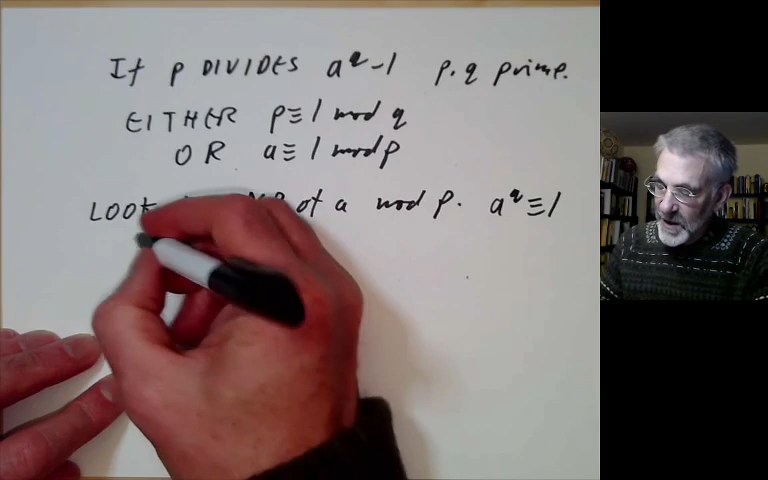 If p DIVIDES a^q-1 p.q prime.
EITHER p≡1 mod q
OR a≡1 mod p
LOOK of a mod p. a^q≡1